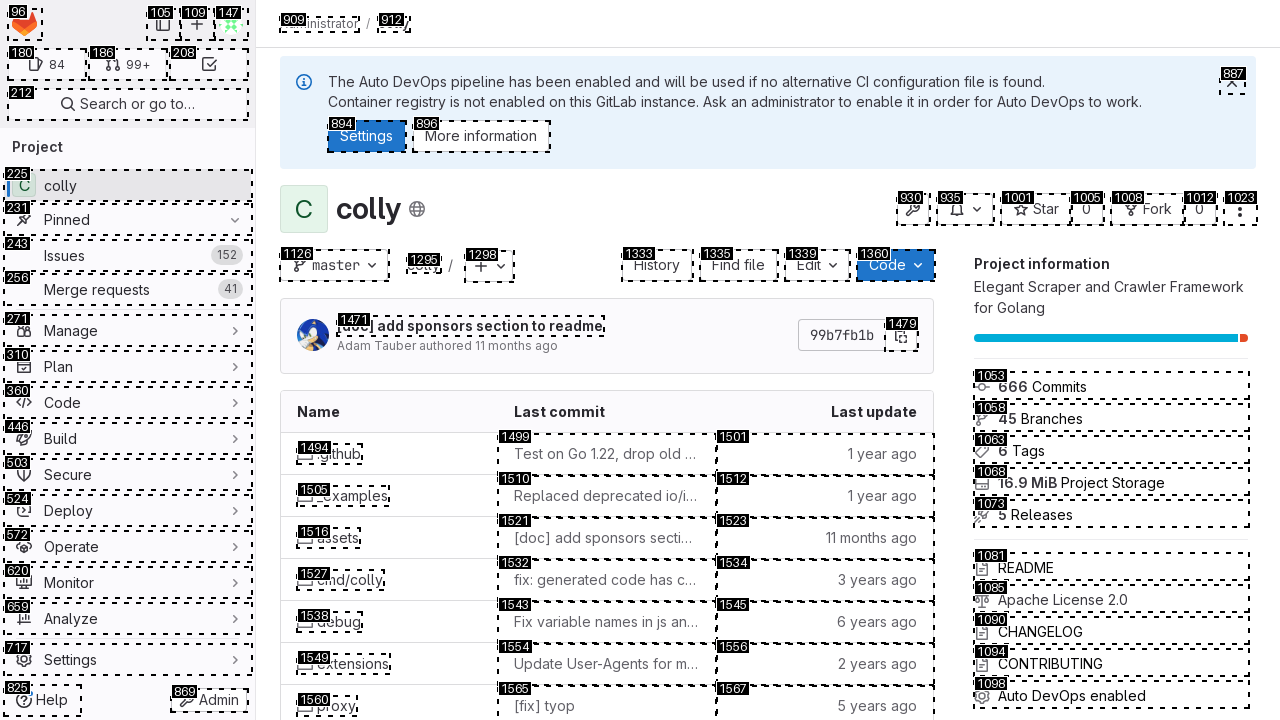 96
105
109
147
180
84
186
99+
208
212
Search or go to…
Project
225
C
colly
231
Pinned
243
Issues
152
256
Merge requests
41
271
Manage
310
Plan
360
Code
446
Build
503
Secure
524
Deploy
572
Operate
620
Monitor
659
Analyze
717
Settings
825
Help
869
Admin
909
Administrator
/
912
887
The Auto DevOps pipeline has been enabled and will be used if no alternative CI configuration file is found.
Container registry is not enabled on this GitLab instance. Ask an administrator to enable it in order for Auto DevOps to work.
894
Settings
896
More information
C
colly
930
935
1001
Star
1005
0
1008
Fork
1012
0
1023
1126
master
1295
colly
/
1298
1333
History
1335
Find file
1339
Edit
1360
Code
1471
[doc] add sponsors section to readme
Adam Tauber authored 11 months ago
99b7fb1b
1479
Name
Last commit
Last update
1494
.github
1499
Test on Go 1.22, drop old …
1501
1 year ago
1505
_examples
1510
Replaced deprecated io/i…
1512
1 year ago
1516
assets
1521
[doc] add sponsors secti…
1523
11 months ago
1527
cmd/colly
1532
fix: generated code has c…
1534
3 years ago
1538
debug
1543
Fix variable names in js an…
1545
6 years ago
1549
extensions
1554
Update User-Agents for m…
1556
2 years ago
1560
proxy
1565
[fix] tyop
1567
5 years ago
Project information
Elegant Scraper and Crawler Framework
for Golang
1053
666 Commits
1058
45 Branches
1063
6 Tags
1068
16.9 MiB Project Storage
1073
5 Releases
1081
README
1085
Apache License 2.0
1090
CHANGELOG
1094
CONTRIBUTING
1098
Auto DevOps enabled